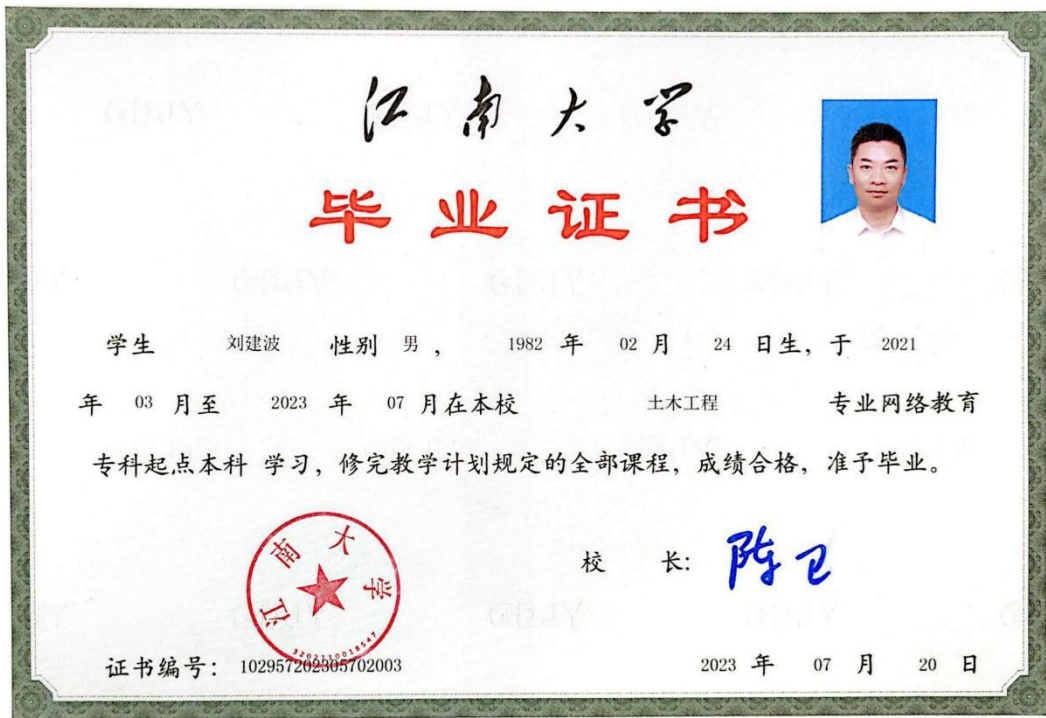 江南大学
毕业证书
学生 刘建波 性别 男， 1982 年 02 月 24 日生，于 2021
年 03 月至 2023 年 07 月在本校 土木工程 专业网络教育
专科起点本科 学习，修完教学计划规定的全部课程，成绩合格，准予毕业。
江南大学
3202110018547
校 长：陈卫
证书编号：102957202305702003
2023 年 07 月 20 日